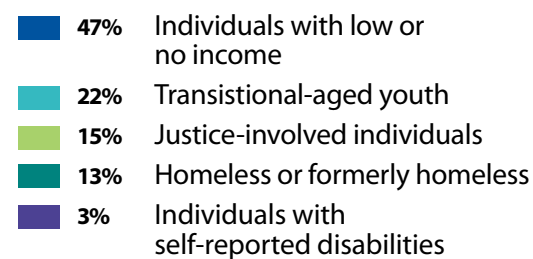 47% Individuals with low or
no income
22% Transistional-aged youth
15% Justice-involved individuals
13% Homeless or formerly homeless
3% Individuals with
self-reported disabilities